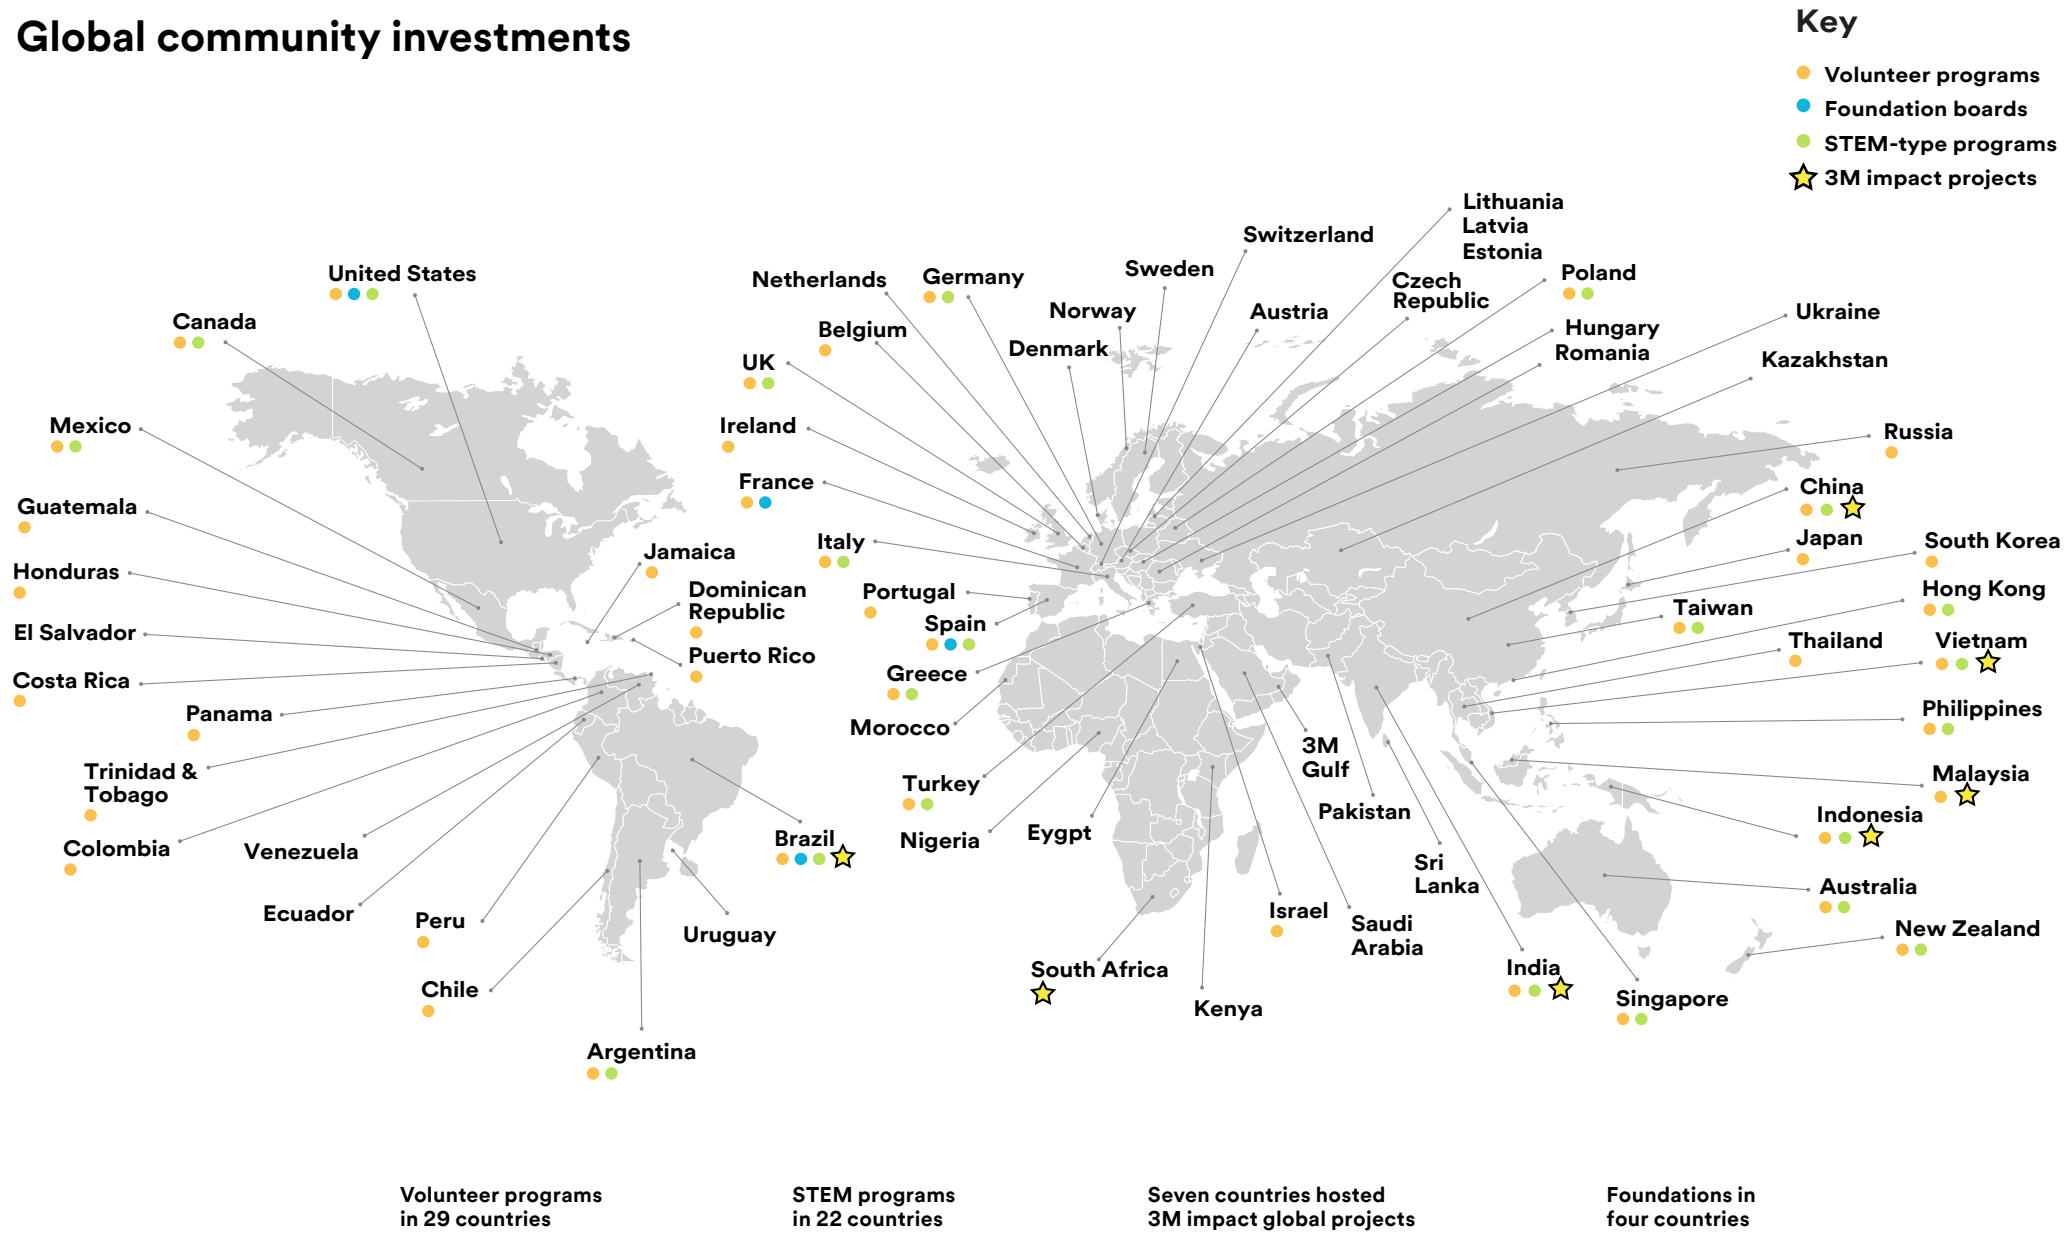 Global community investments
Key
Volunteer programs
Foundation boards
STEM-type programs
3M impact projects
United States
Canada
Mexico
Guatemala
Honduras
El Salvador
Costa Rica
Panama
Trinidad &
Tobago
Colombia
Venezuela
Ecuador
Peru
Chile
Argentina
Uruguay
Brazil
Jamaica
Dominican
Republic
Puerto Rico
Netherlands
Germany
Belgium
UK
Ireland
France
Italy
Portugal
Spain
Greece
Morocco
Turkey
Nigeria
Eygpt
Denmark
Norway
Sweden
Switzerland
Austria
Lithuania
Latvia
Estonia
Czech
Republic
Poland
Hungary
Romania
Ukraine
Kazakhstan
Russia
China
Japan
South Korea
Hong Kong
Taiwan
Thailand
Vietnam
Philippines
Malaysia
Indonesia
Australia
New Zealand
3M
Gulf
Pakistan
Sri
Lanka
Israel
Saudi
Arabia
India
Singapore
South Africa
Kenya
Volunteer programs
in 29 countries
STEM programs
in 22 countries
Seven countries hosted
3M impact global projects
Foundations in
four countries